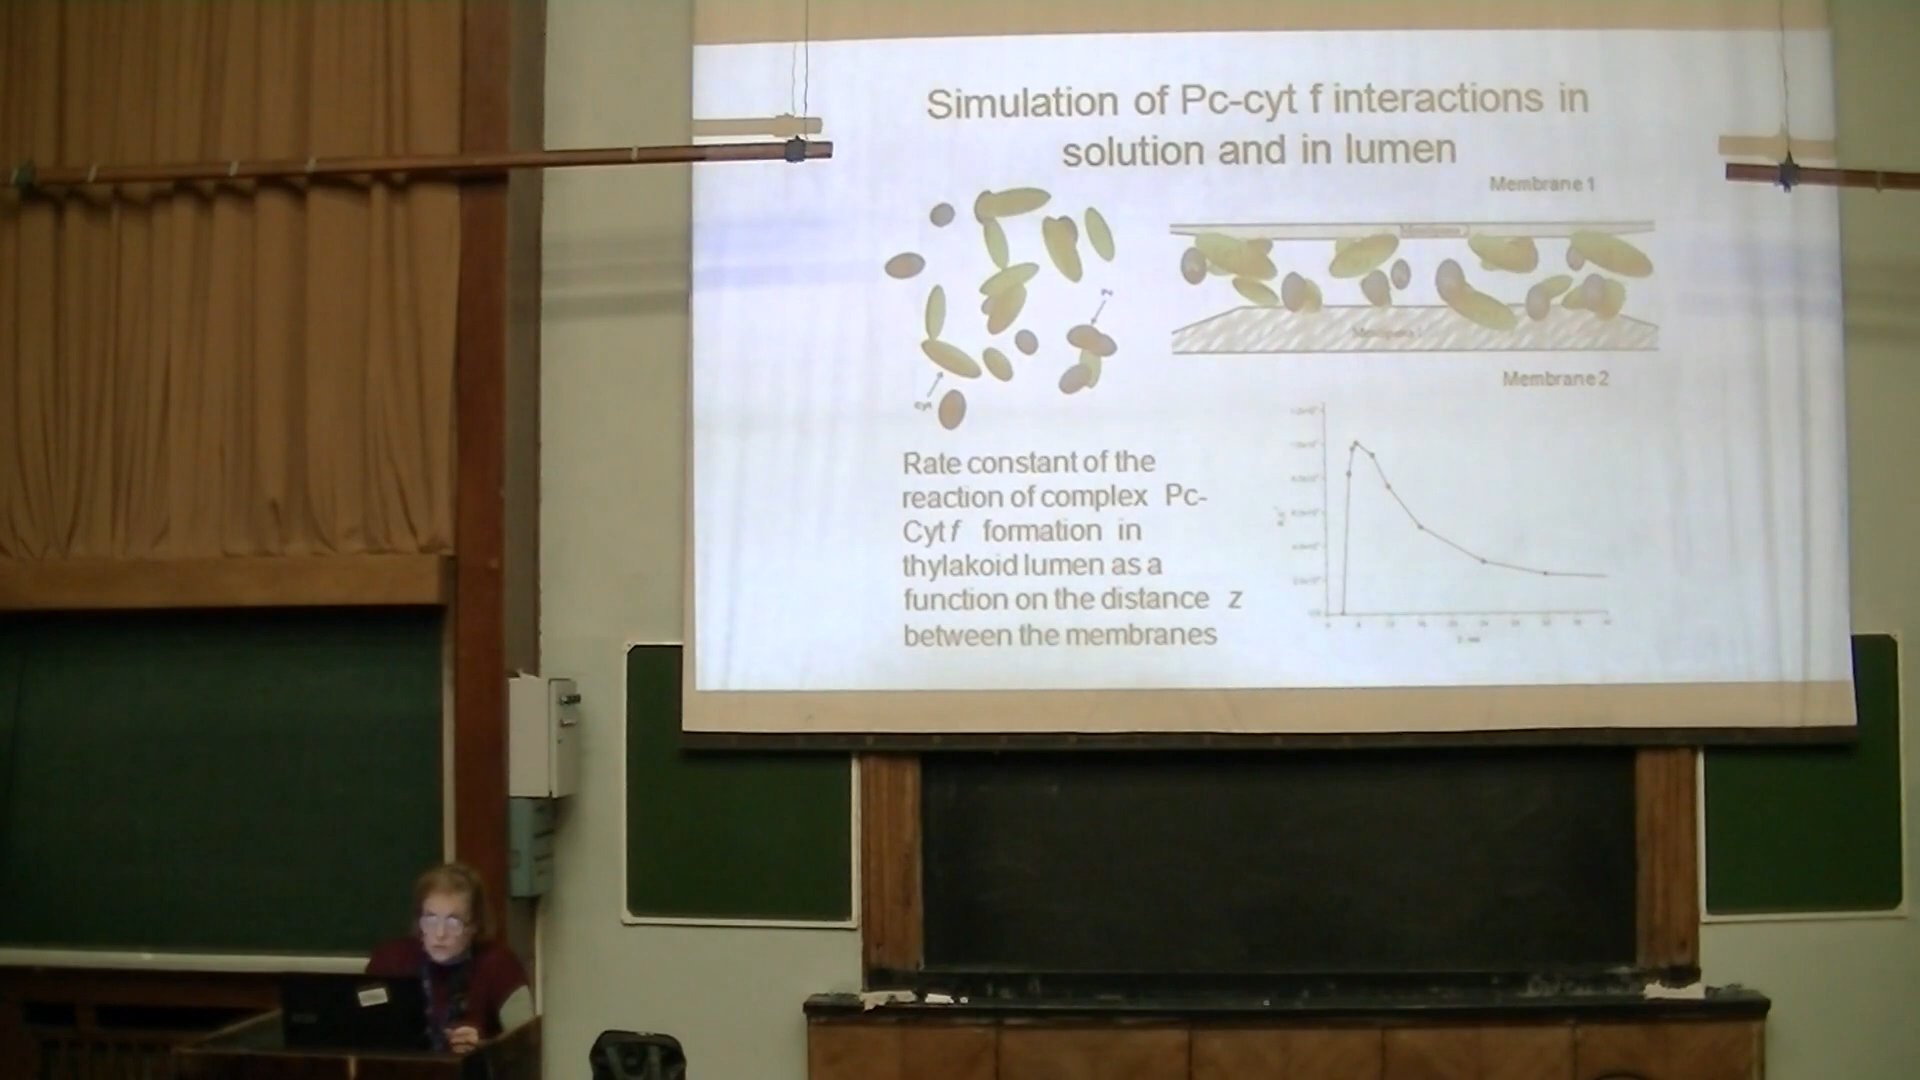 Simulation of Pc-cyt f interactions in
solution and in lumen
Membrane 1
Membrane 2
Cyt
Rate constant of the
reaction of complex Pc-
Cyt f formation in
thylakoid lumen as a
function on the distance z
between the membranes